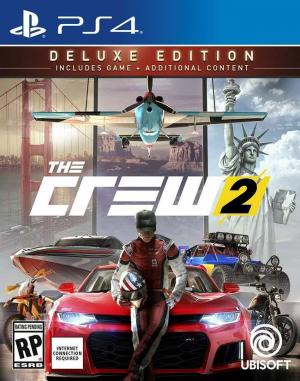 PS4
DELUXE EDITION
INCLUDES GAME + ADDITIONAL CONTENT
THE
CREW 2
RATING PENDING
RP
ESRB
INTERNET
CONNECTION
REQUIRED
UBISOFT